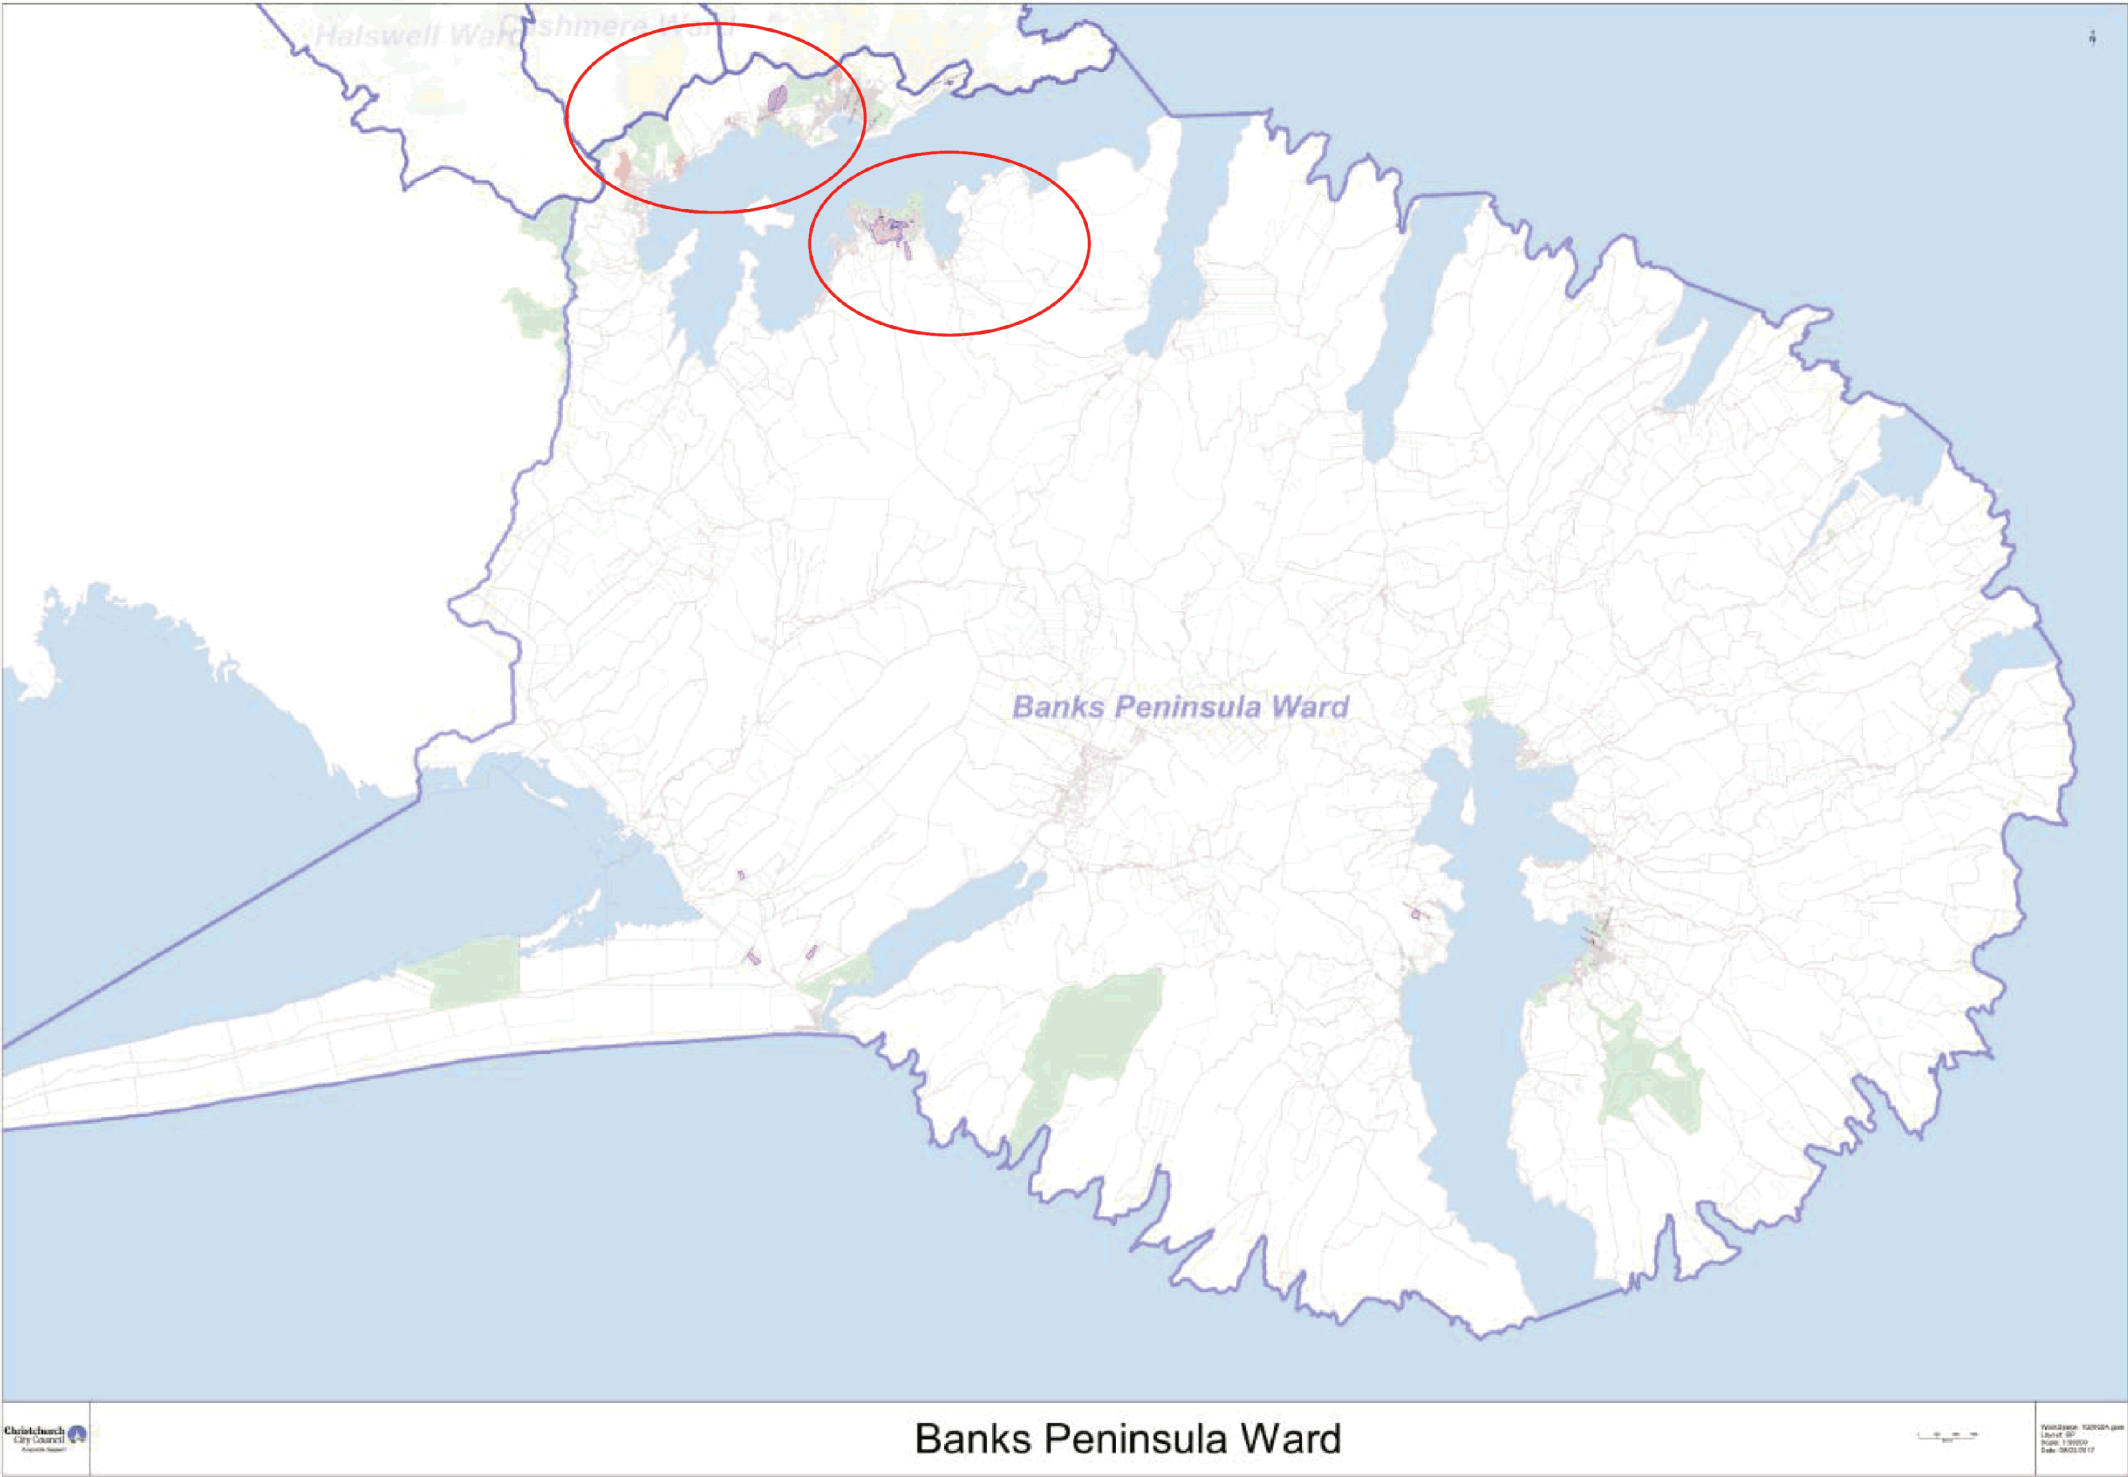 Halswell Ward
Cashmere Ward
Banks Peninsula Ward
Christchurch
City Council
Banks Peninsula Ward